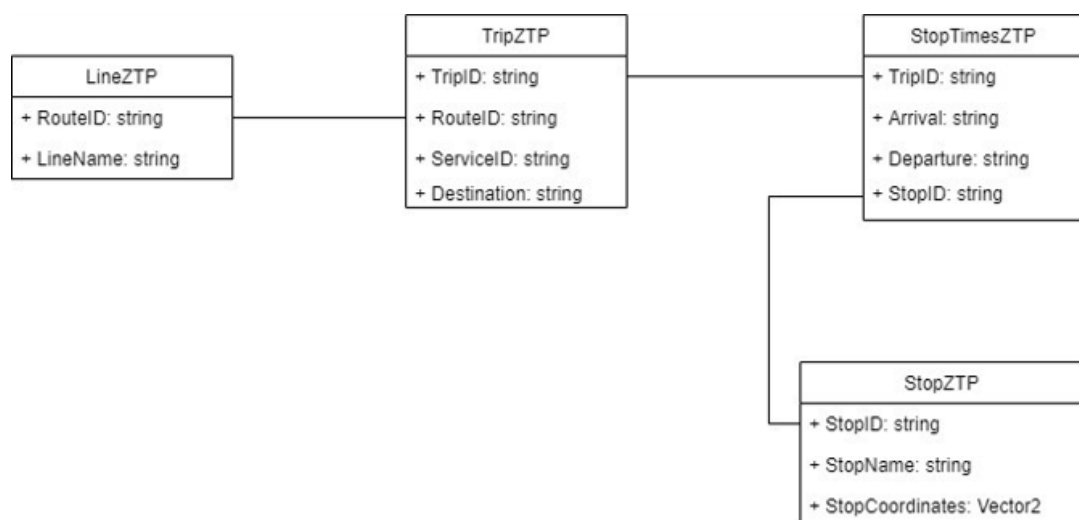 LineZTP
+ RouteID: string
+ LineName: string
TripZTP
+ TripID: string
+ RouteID: string
+ ServiceID: string
+ Destination: string
StopTimesZTP
+ TripID: string
+ Arrival: string
+ Departure: string
+ StopID: string
StopZTP
+ StopID: string
+ StopName: string
+ StopCoordinates: Vector2